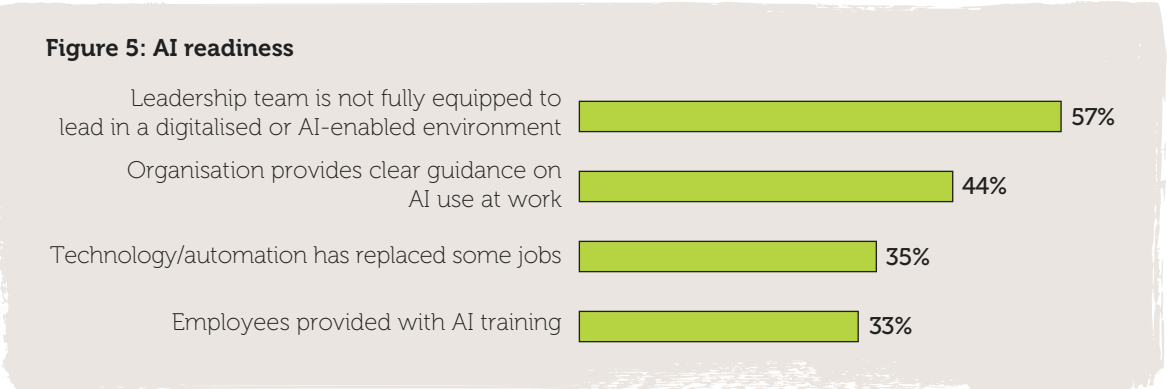 Figure 5: AI readiness
Leadership team is not fully equipped to
lead in a digitalised or AI-enabled environment
57%
Organisation provides clear guidance on
AI use at work
44%
Technology/automation has replaced some jobs
35%
Employees provided with AI training
33%